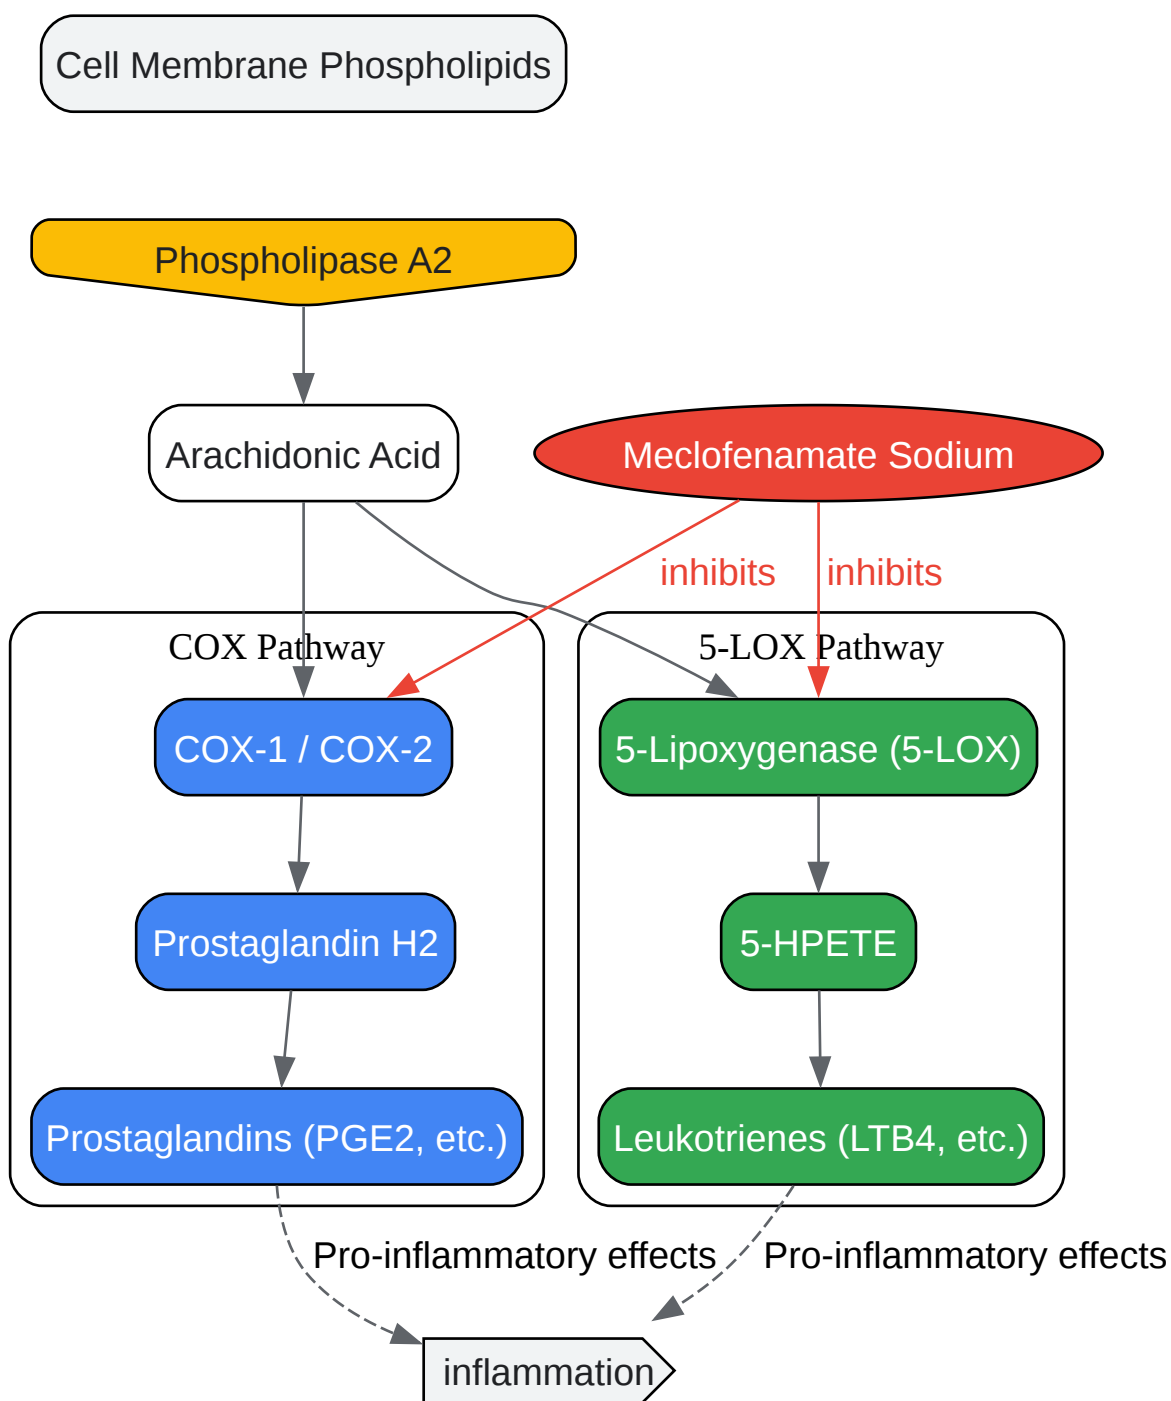 Cell Membrane Phospholipids
Phospholipase A2
Arachidonic Acid
Meclofenamate Sodium
inhibits
inhibits
COX Pathway
5-LOX Pathway
COX-1 / COX-2
5-Lipoxygenase (5-LOX)
Prostaglandin H2
5-HPETE
Prostaglandins (PGE2, etc.)
Leukotrienes (LTB4, etc.)
Pro-inflammatory effects
Pro-inflammatory effects
inflammation